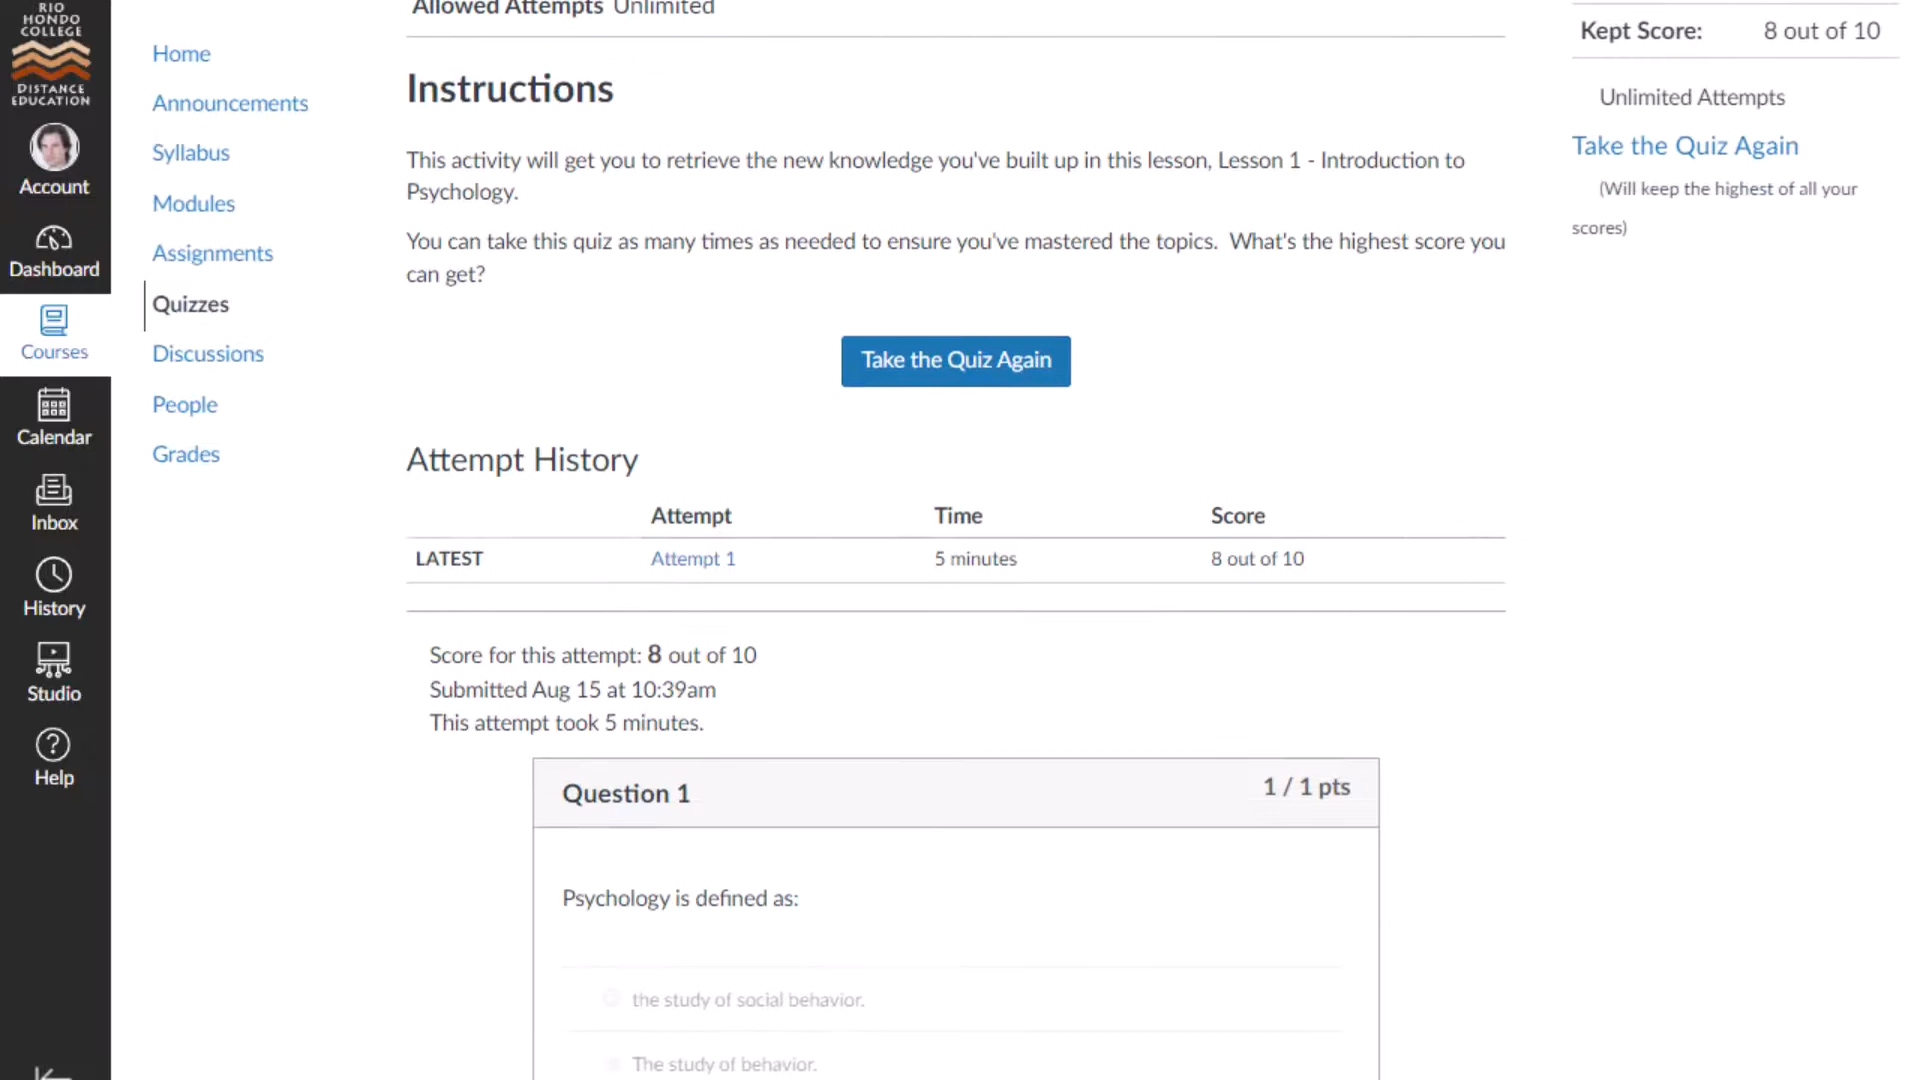 RIO
HONDO
COLLEGE
DISTANCE
EDUCATION
Account
Dashboard
Courses
Calendar
Inbox
History
Studio
Help
Home
Announcements
Syllabus
Modules
Assignments
Quizzes
Discussions
People
Grades
Allowed Attempts Unlimited
Instructions
This activity will get you to retrieve the new knowledge you've built up in this lesson, Lesson 1 - Introduction to
Psychology.
You can take this quiz as many times as needed to ensure you've mastered the topics. What's the highest score you
can get?
Take the Quiz Again
Attempt History
Attempt Time Score
LATEST Attempt 1 5 minutes 8 out of 10
Score for this attempt: 8 out of 10
Submitted Aug 15 at 10:39am
This attempt took 5 minutes.
Question 1 1 / 1 pts
Psychology is defined as:
the study of social behavior.
The study of behavior.
Kept Score: 8 out of 10
Unlimited Attempts
Take the Quiz Again
(Will keep the highest of all your
scores)